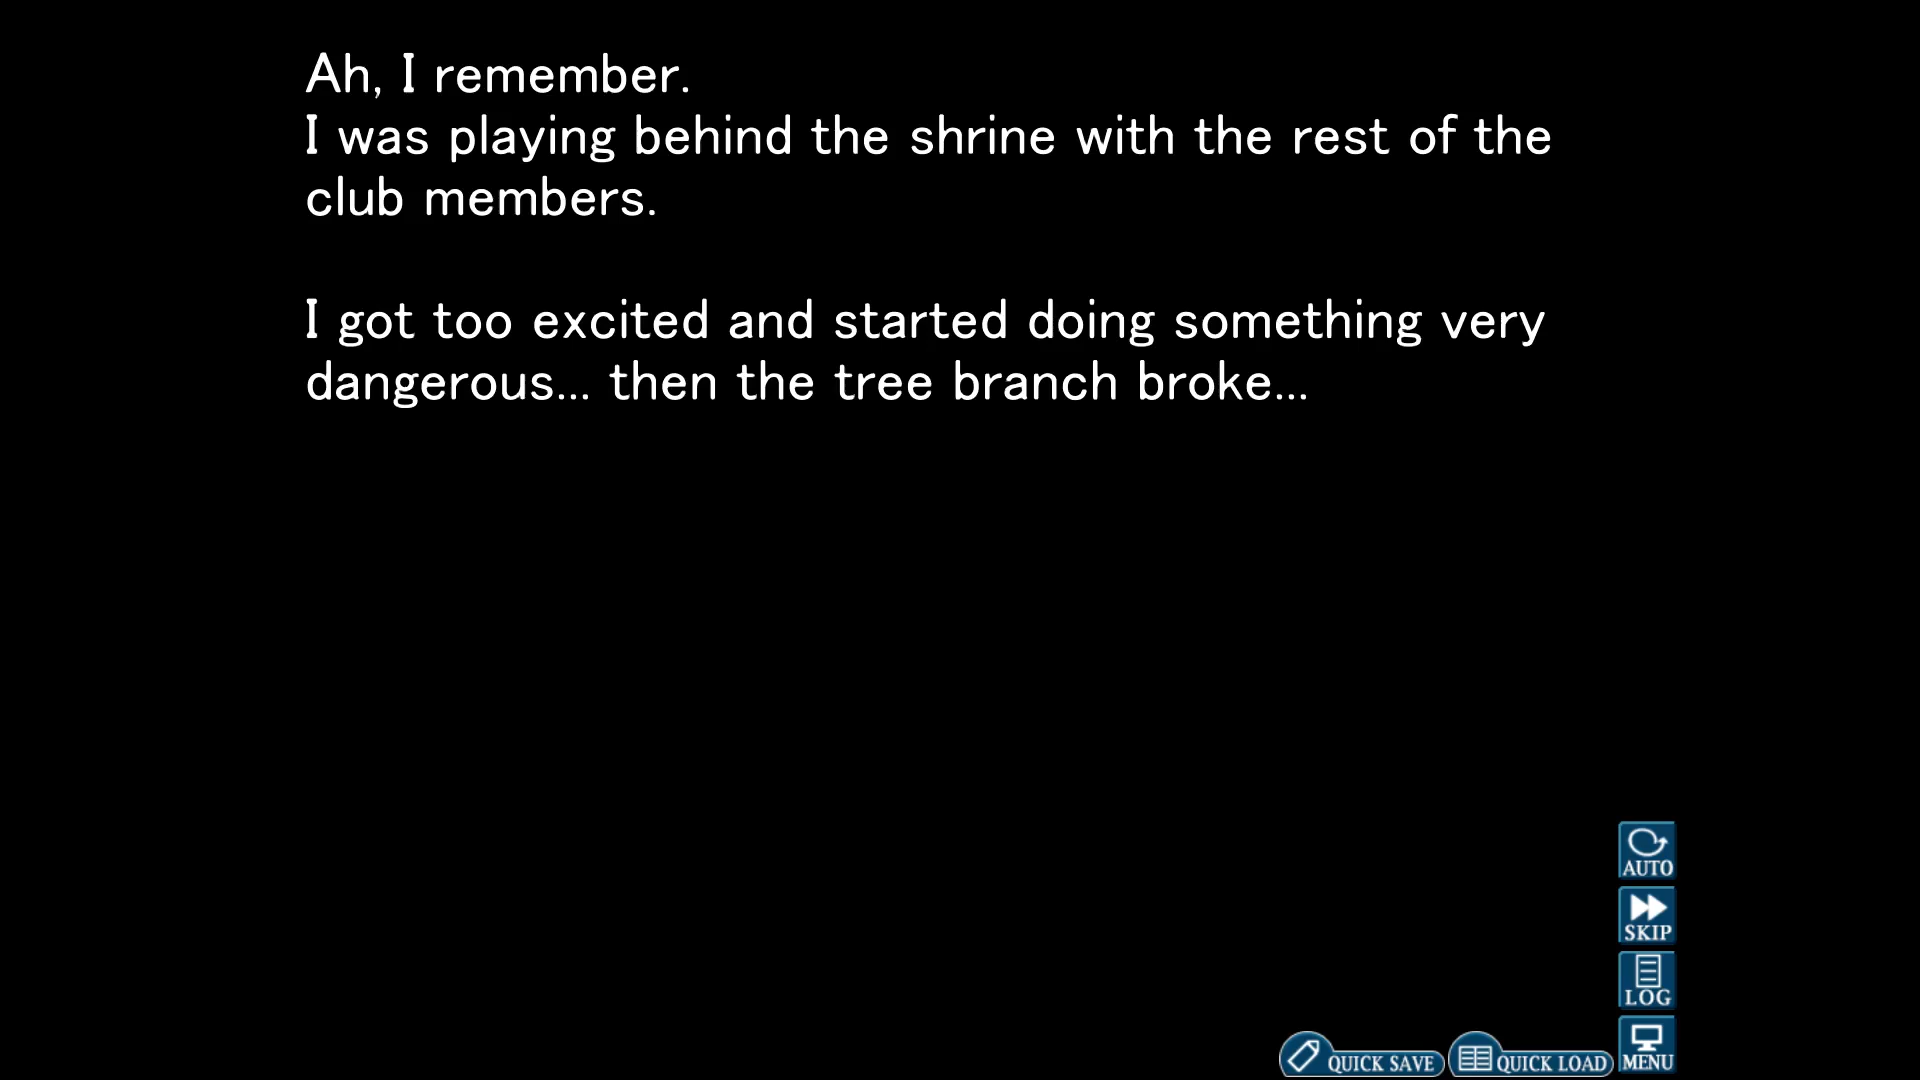 Ah, I remember.
I was playing behind the shrine with the rest of the
club members.
I got too excited and started doing something very
dangerous... then the tree branch broke...
AUTO
SKIP
LOG
QUICK SAVE
QUICK LOAD
MENU